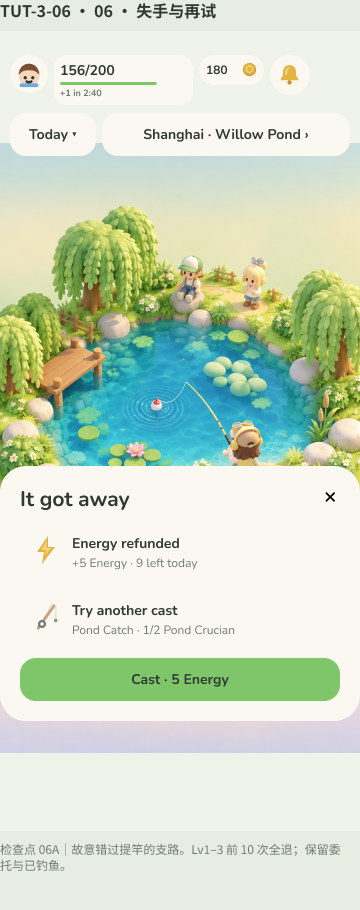 TUT-3-06 · 06 · 失手与再试
156/200
+1 in 2:40
180
Today ▾
Shanghai · Willow Pond ›
It got away
×
Energy refunded
+5 Energy · 9 left today
Try another cast
Pond Catch · 1/2 Pond Crucian
Cast · 5 Energy
检查点 06A｜故意错过提竿的支路。Lv1–3 前 10 次全退；保留委
托与已钓鱼。